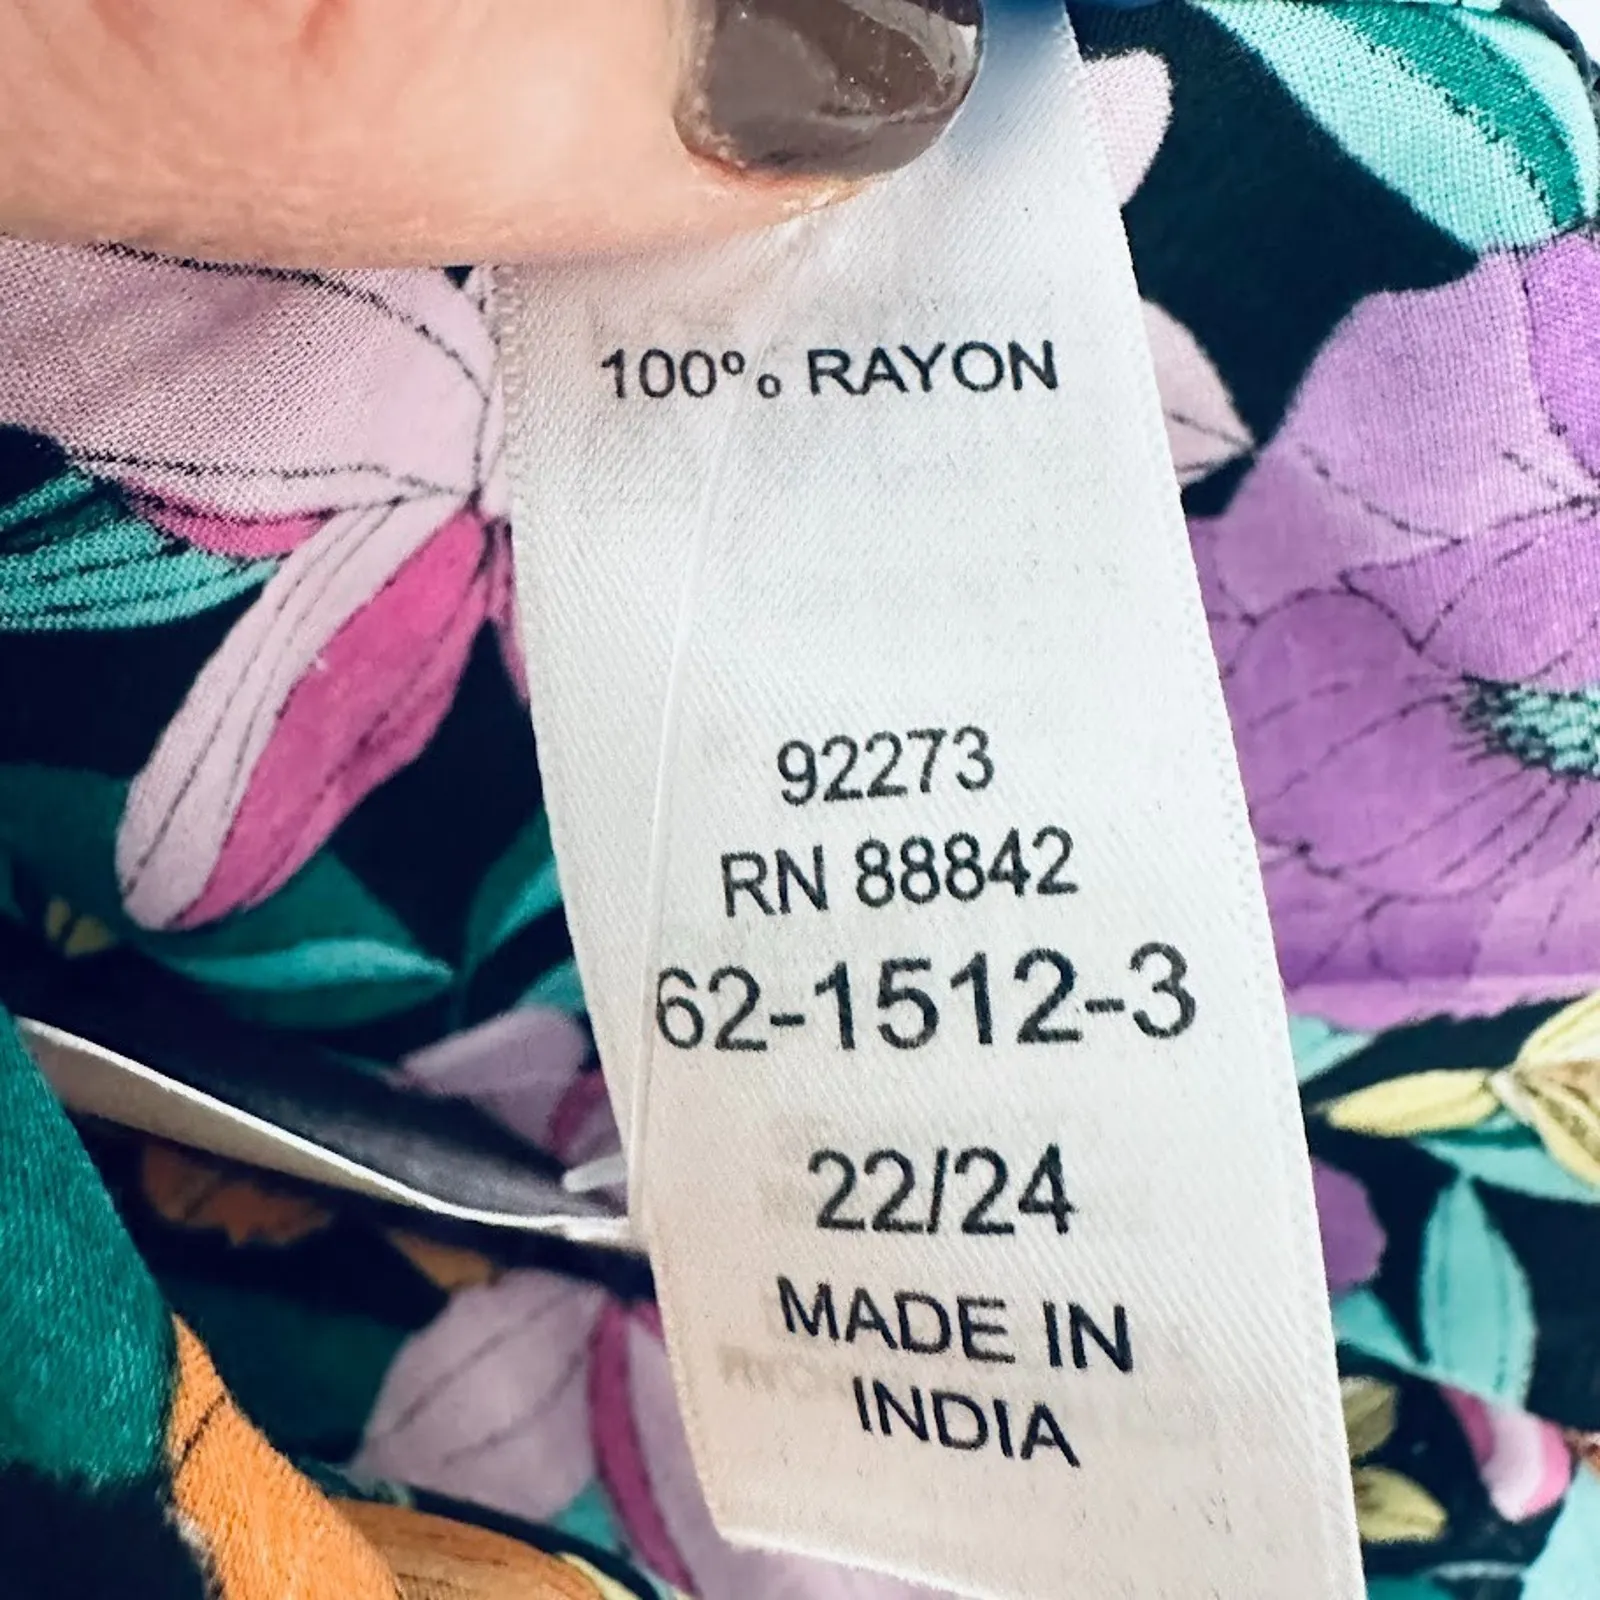 100% RAYON
92273
RN 88842
62-1512-3
22/24
MADE IN
INDIA